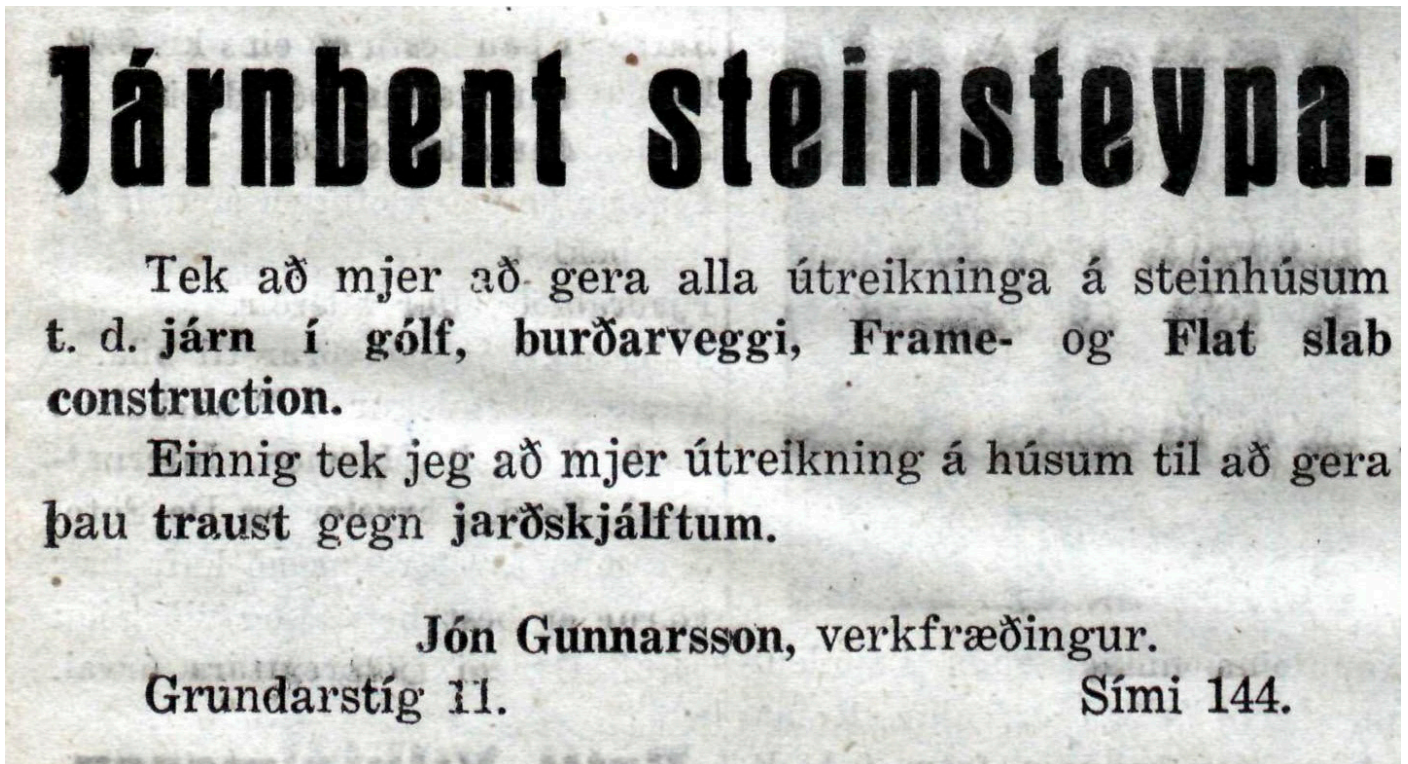 Járnbent steinsteypa.
Tek að mjer að gera alla útreikninga á steinhúsum
t. d. járn í gólf, burðarveggi, Frame- og Flat slab
construction.
Einnig tek jeg að mjer útreikning á húsum til að gera
þau traust gegn jarðskjálftum.
Jón Gunnarsson, verkfræðingur.
Grundarstíg 11. Sími 144.